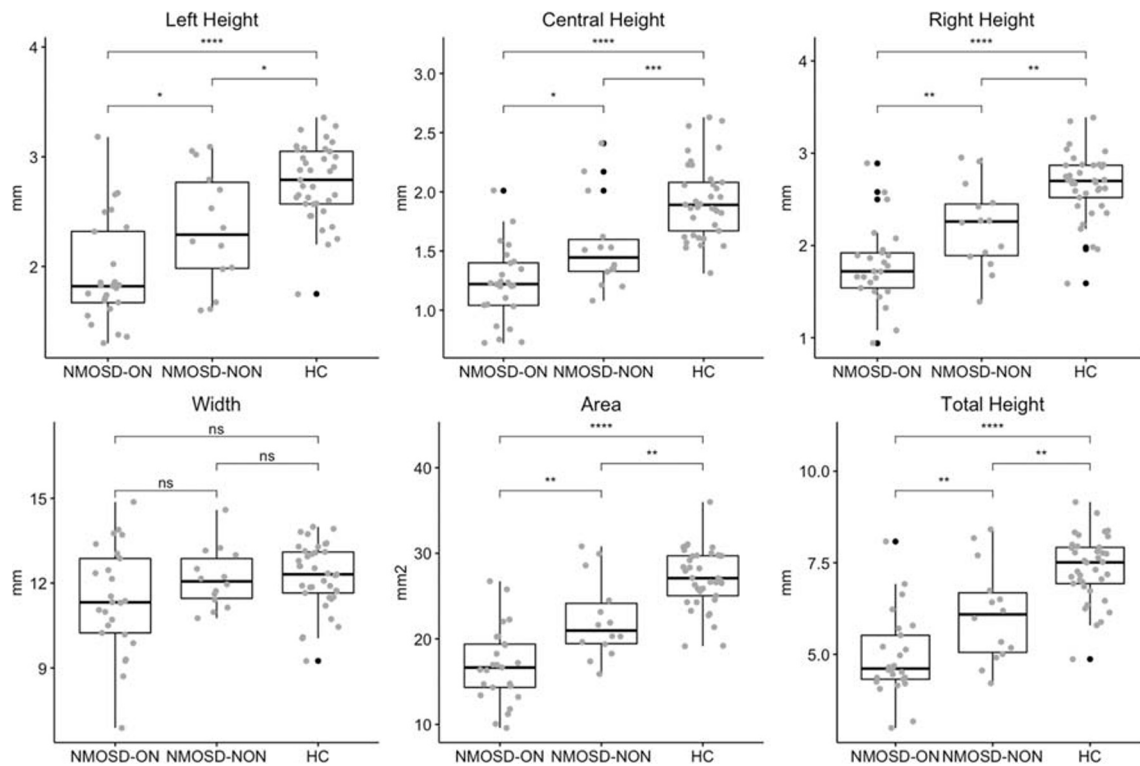 Left Height
Central Height
Right Height
****
****
****
*
***
**
*
*
**
4
3
2
mm
3.0
2.5
2.0
1.5
1.0
mm
4
3
2
1
mm
NMOSD-ON NMOSD-NON HC
NMOSD-ON NMOSD-NON HC
NMOSD-ON NMOSD-NON HC
Width
Area
Total Height
ns
****
****
ns
**
**
ns
**
**
15
12
9
mm
40
30
20
10
mm2
10.0
7.5
5.0
mm
NMOSD-ON NMOSD-NON HC
NMOSD-ON NMOSD-NON HC
NMOSD-ON NMOSD-NON HC